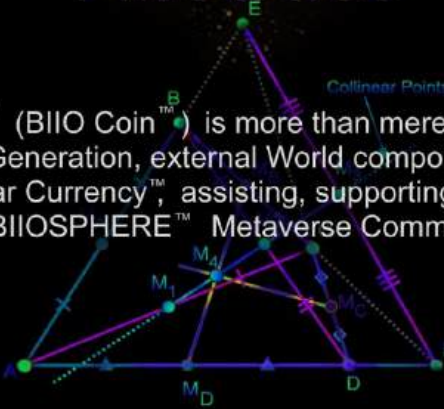 E
Collinear Point
B
(BIIO Coin™) is more than mere
Generation, external World compo
ar Currency™, assisting, supporting
BIIOSPHERE™ Metaverse Comm
M4
M1
MC
A
D
MD